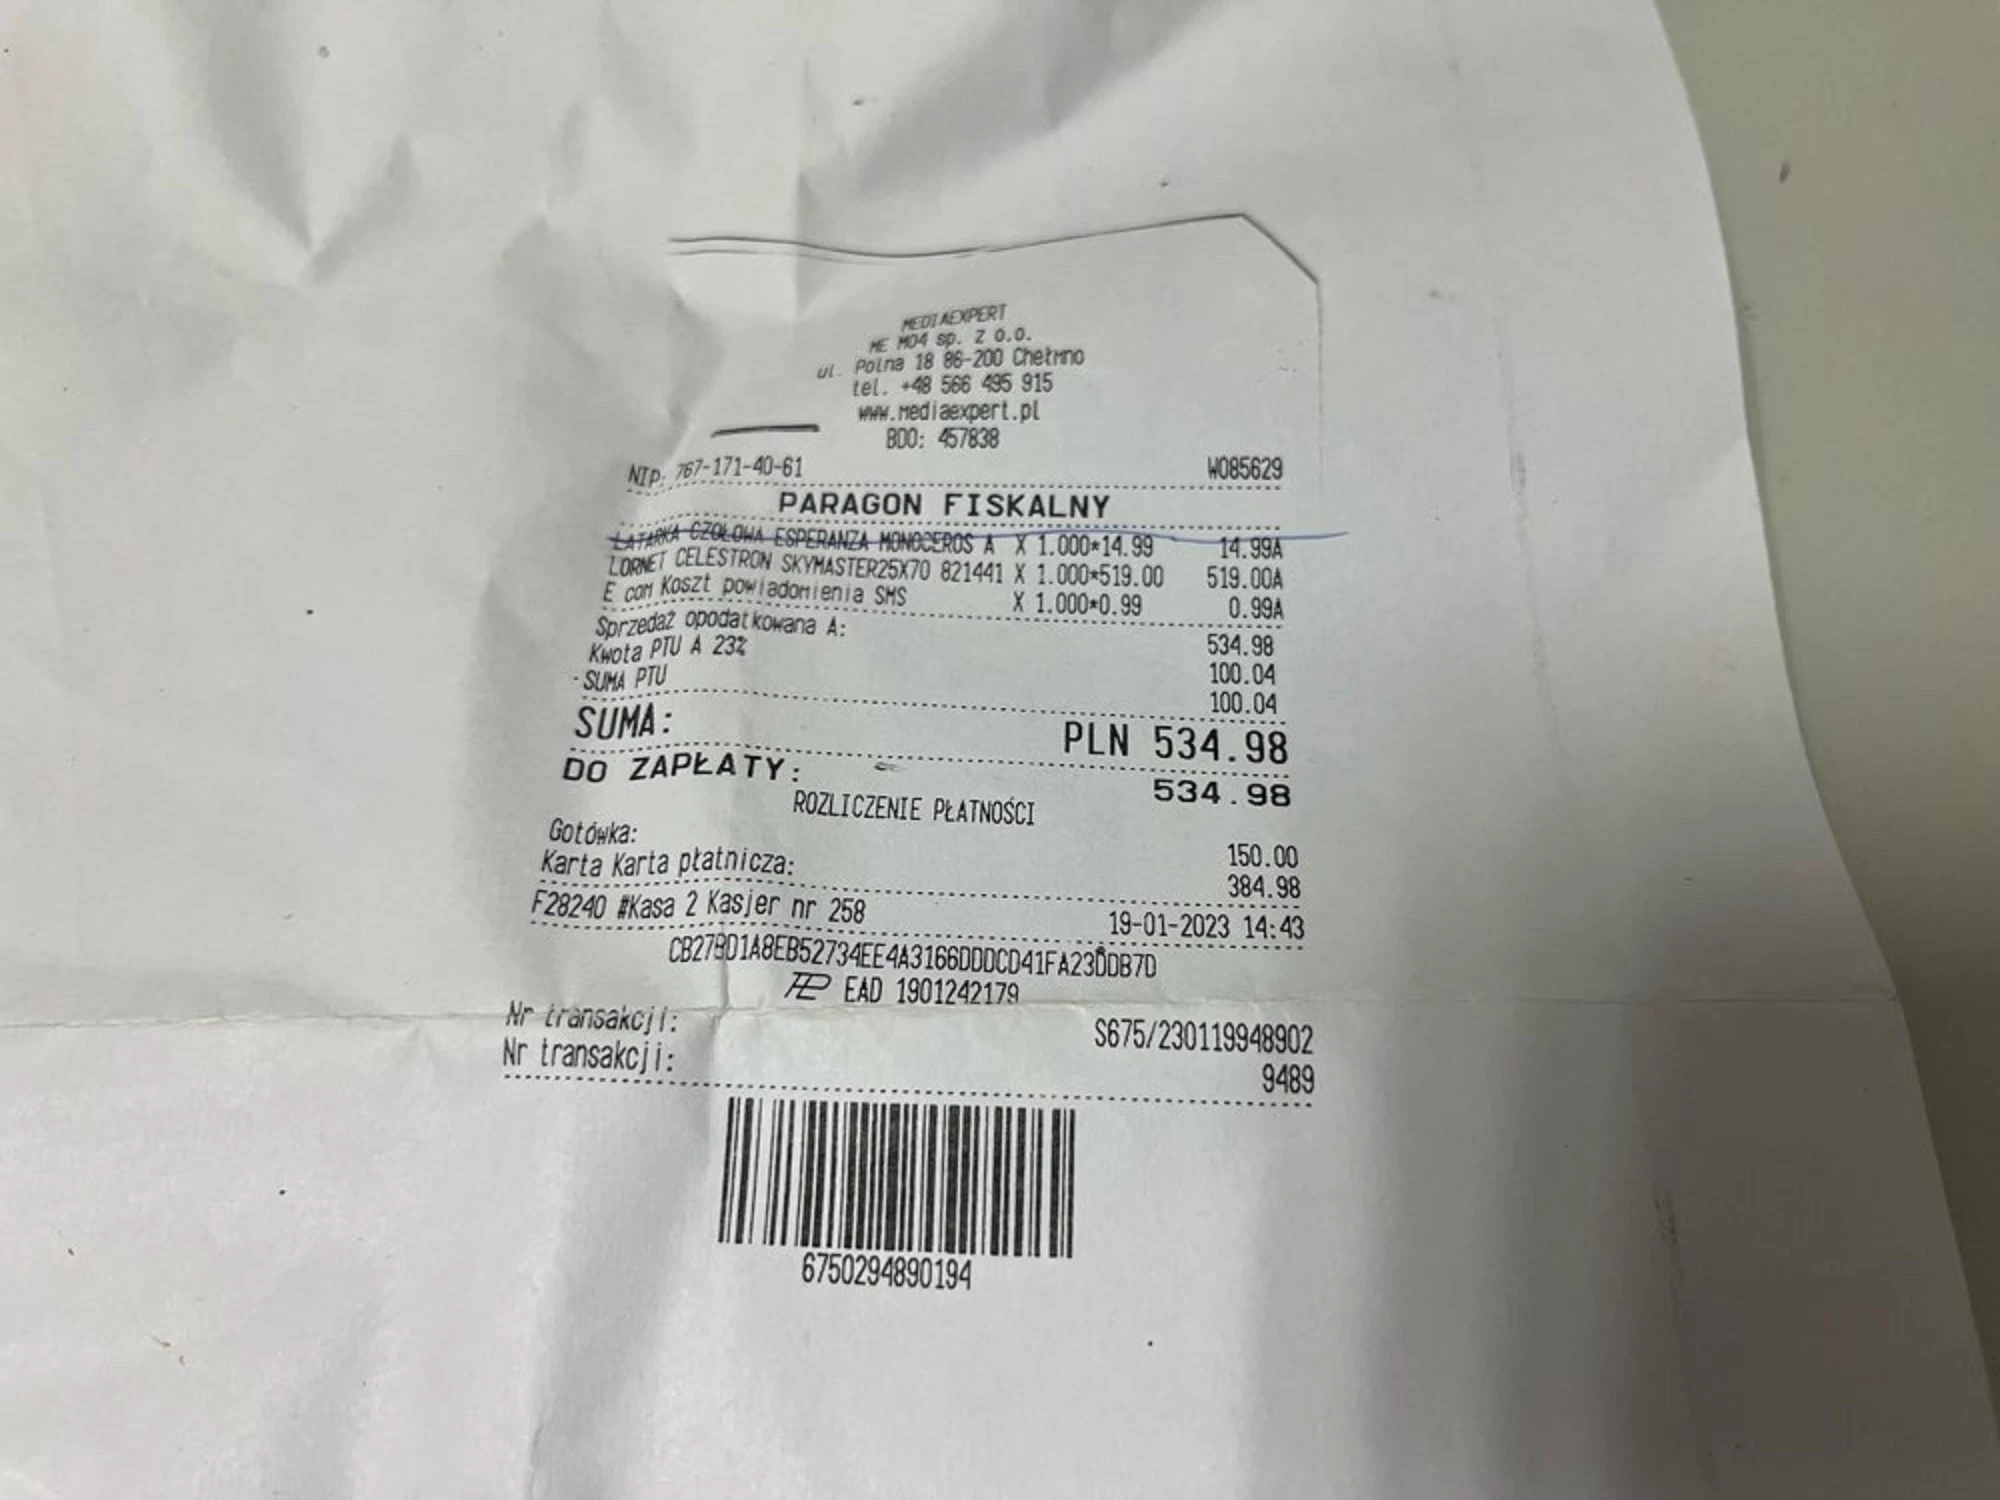 MEDIAEXPERT
ME M04 sp. z o.o.
ul. Polna 18 86-200 Chełmno
tel. +48 566 495 915
www.mediaexpert.pl
BDO: 457838
NIP: 767-171-40-61 W085629
PARAGON FISKALNY
LATARKA CZOŁOWA ESPERANZA MONOCEROS A X 1.000*14.99 14.99A
LORNET CELESTRON SKYMASTER25X70 821441 X 1.000*519.00 519.00A
E com Koszt powiadomienia SMS X 1.000*0.99 0.99A
Sprzedaż opodatkowana A: 534.98
Kwota PTU A 23% 100.04
SUMA PTU 100.04
SUMA: PLN 534.98
DO ZAPŁATY: 534.98
ROZLICZENIE PŁATNOŚCI
Gotówka: 150.00
Karta Karta płatnicza: 384.98
F28240 #Kasa 2 Kasjer nr 258 19-01-2023 14:43
EAD 1901242179
Nr transakcji: S675/230119948902
Nr transakcji: 9489
6750294890194